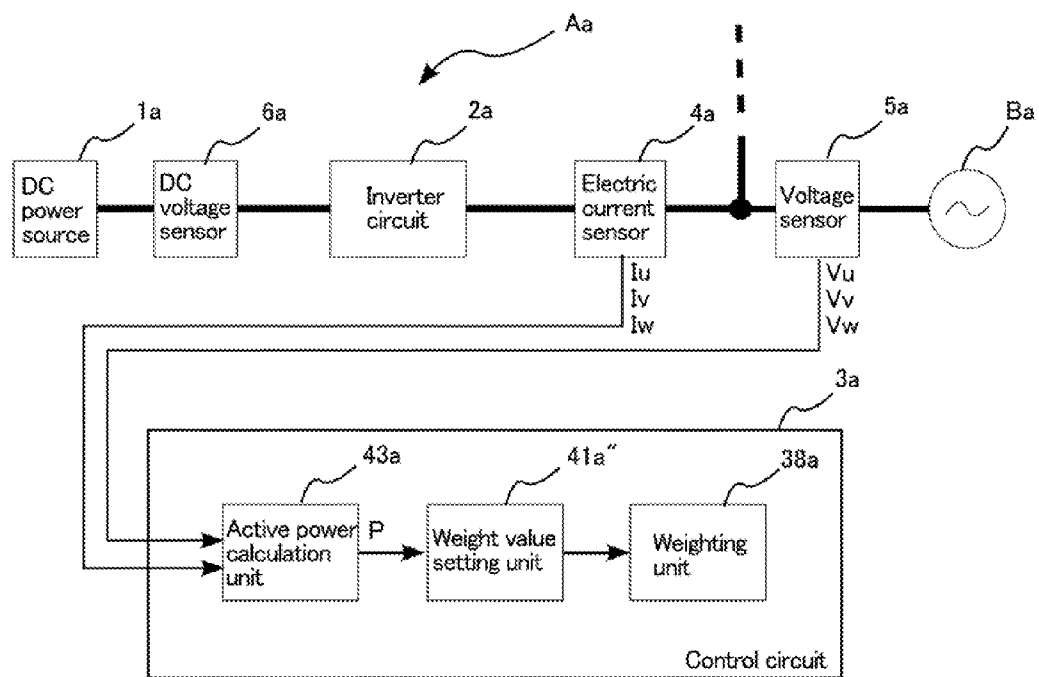 Aa
1a
6a
2a
4a
5a
Ba
DC
power
source
DC
voltage
sensor
Inverter
circuit
Electric
current
sensor
Voltage
sensor
Iu
Iv
Iw
Vu
Vv
Vw
3a
43a
41a"
38a
Active power
calculation
unit
P
Weight value
setting unit
Weighting
unit
Control circuit